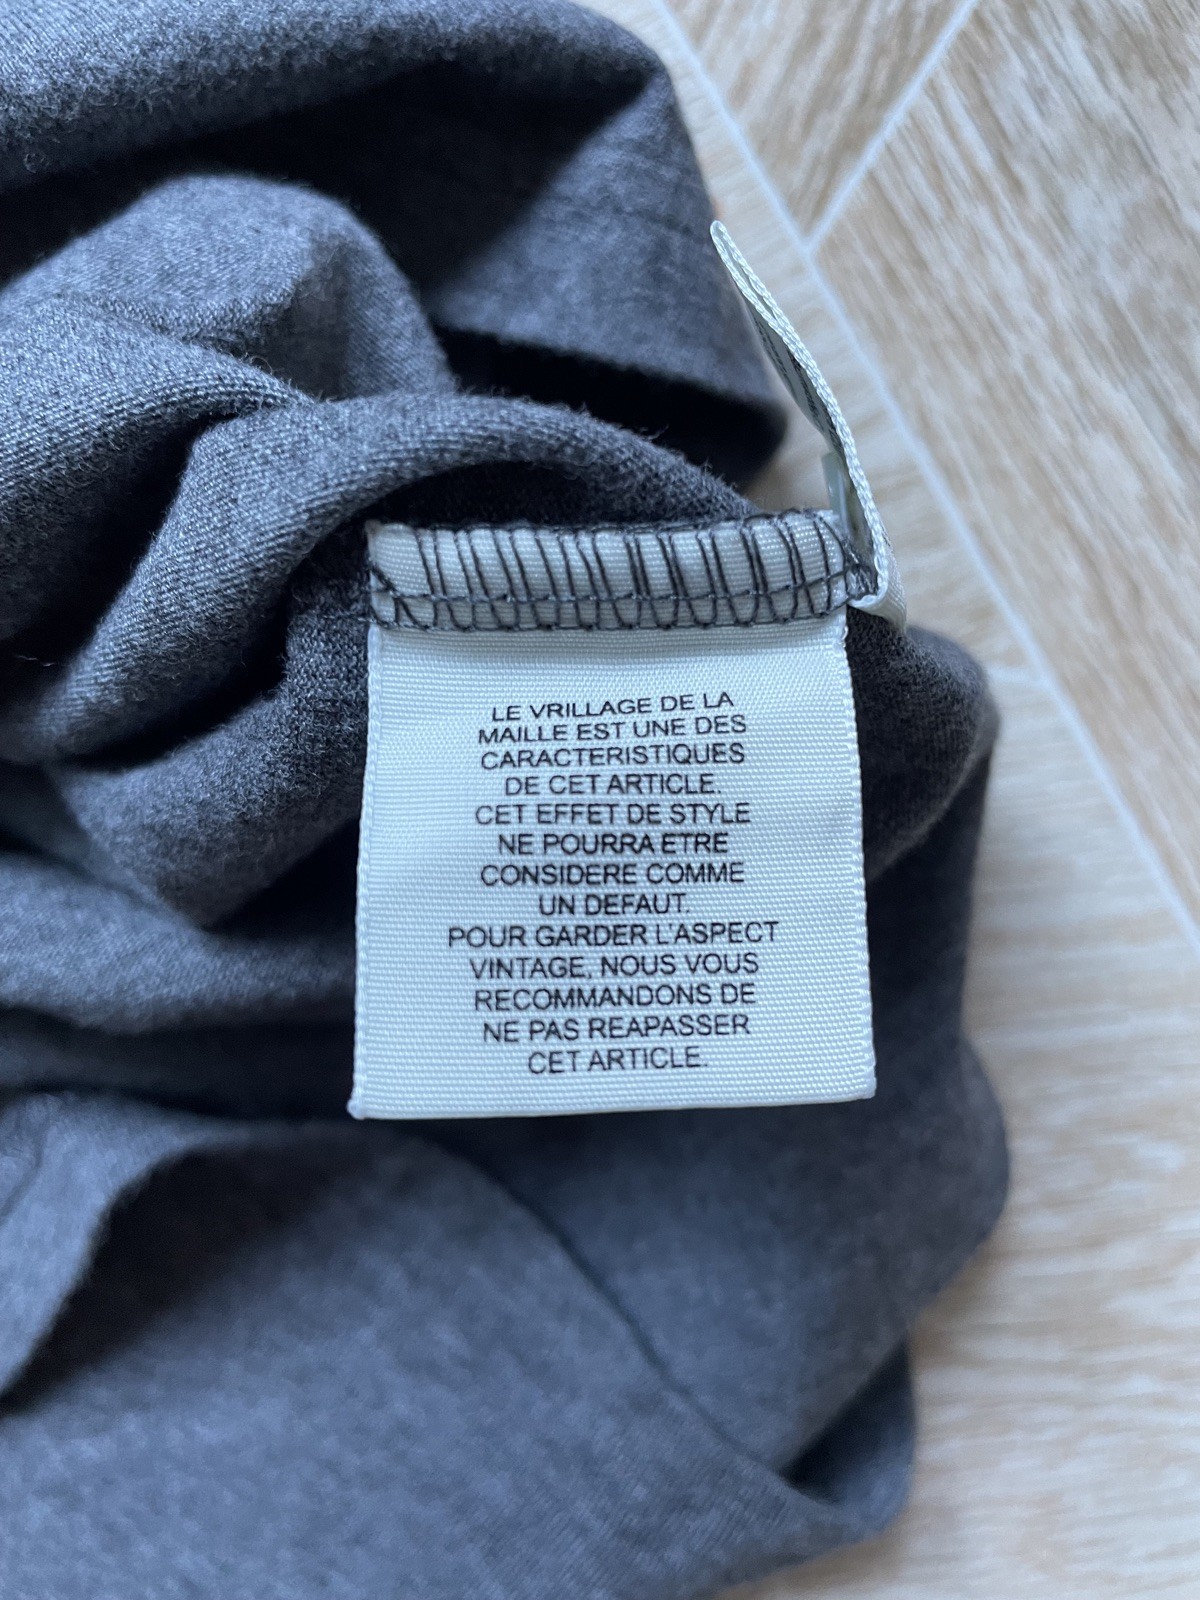 LE VRILLAGE DE LA
MAILLE EST UNE DES
CARACTERISTIQUES
DE CET ARTICLE.
CET EFFET DE STYLE
NE POURRA ETRE
CONSIDERE COMME
UN DEFAUT.
POUR GARDER L'ASPECT
VINTAGE, NOUS VOUS
RECOMMANDONS DE
NE PAS REAPASSER
CET ARTICLE.